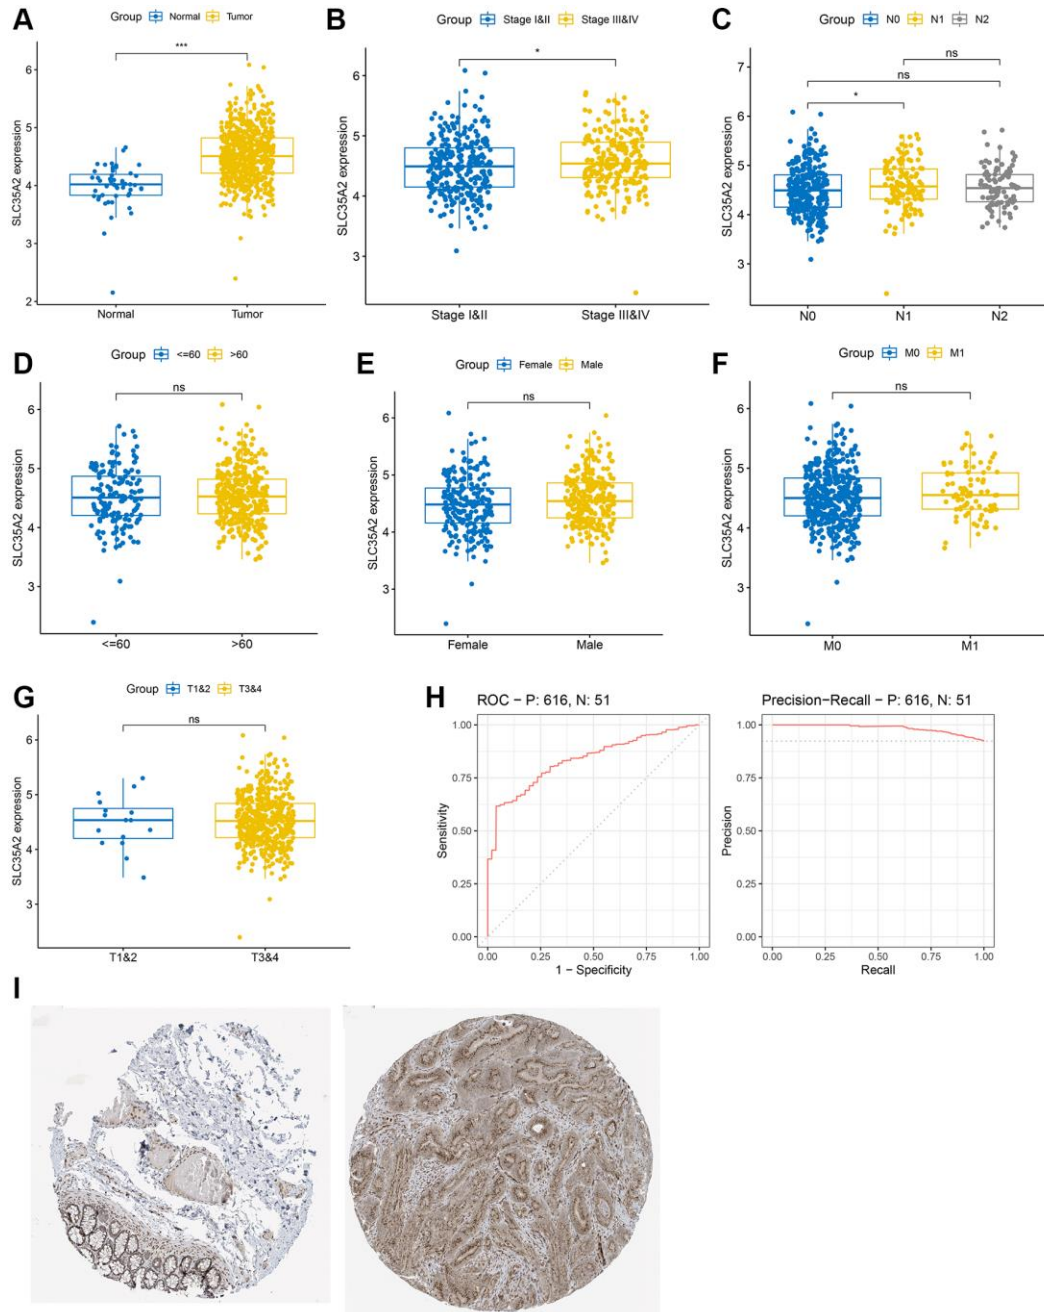 A
Group Normal Tumor
***
SLC35A2 expression
6
5
4
3
2
Normal Tumor
B
Group Stage I&II Stage III&IV
*
SLC35A2 expression
6
5
4
3
Stage I&II Stage III&IV
C
Group N0 N1 N2
ns
ns
*
SLC35A2 expression
7
6
5
4
3
N0 N1 N2
D
Group <=60 >60
ns
SLC35A2 expression
6
5
4
3
<=60 >60
E
Group Female Male
ns
SLC35A2 expression
6
5
4
3
Female Male
F
Group M0 M1
ns
SLC35A2 expression
6
5
4
3
M0 M1
G
Group T1&2 T3&4
ns
SLC35A2 expression
6
5
4
3
T1&2 T3&4
H
ROC – P: 616, N: 51
Sensitivity
1.00
0.75
0.50
0.25
0.00
0.00 0.25 0.50 0.75 1.00
1 – Specificity
Precision–Recall – P: 616, N: 51
Precision
1.00
0.75
0.50
0.25
0.00
0.00 0.25 0.50 0.75 1.00
Recall
I